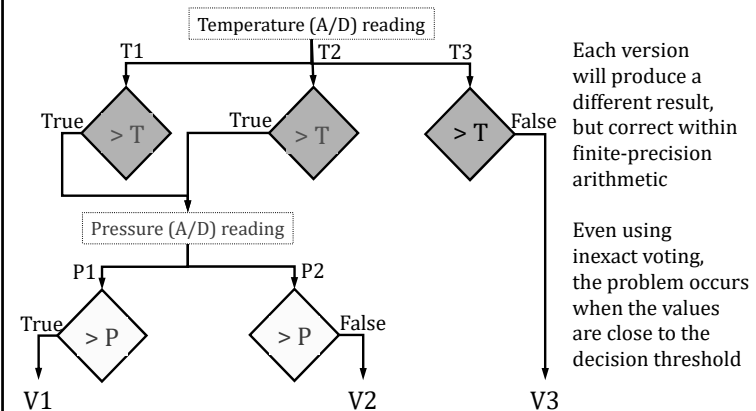 Temperature (A/D) reading
T1
T2
T3
True
> T
True
> T
> T
False
Pressure (A/D) reading
P1
P2
True
> P
> P
False
V1
V2
V3
Each version
will produce a
different result,
but correct within
finite-precision
arithmetic
Even using
inexact voting,
the problem occurs
when the values
are close to the
decision threshold